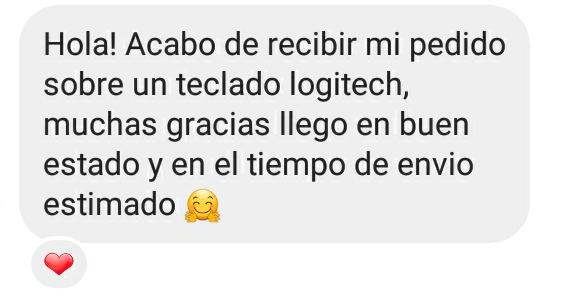 Hola! Acabo de recibir mi pedido
sobre un teclado logitech,
muchas gracias llego en buen
estado y en el tiempo de envio
estimado 🤗